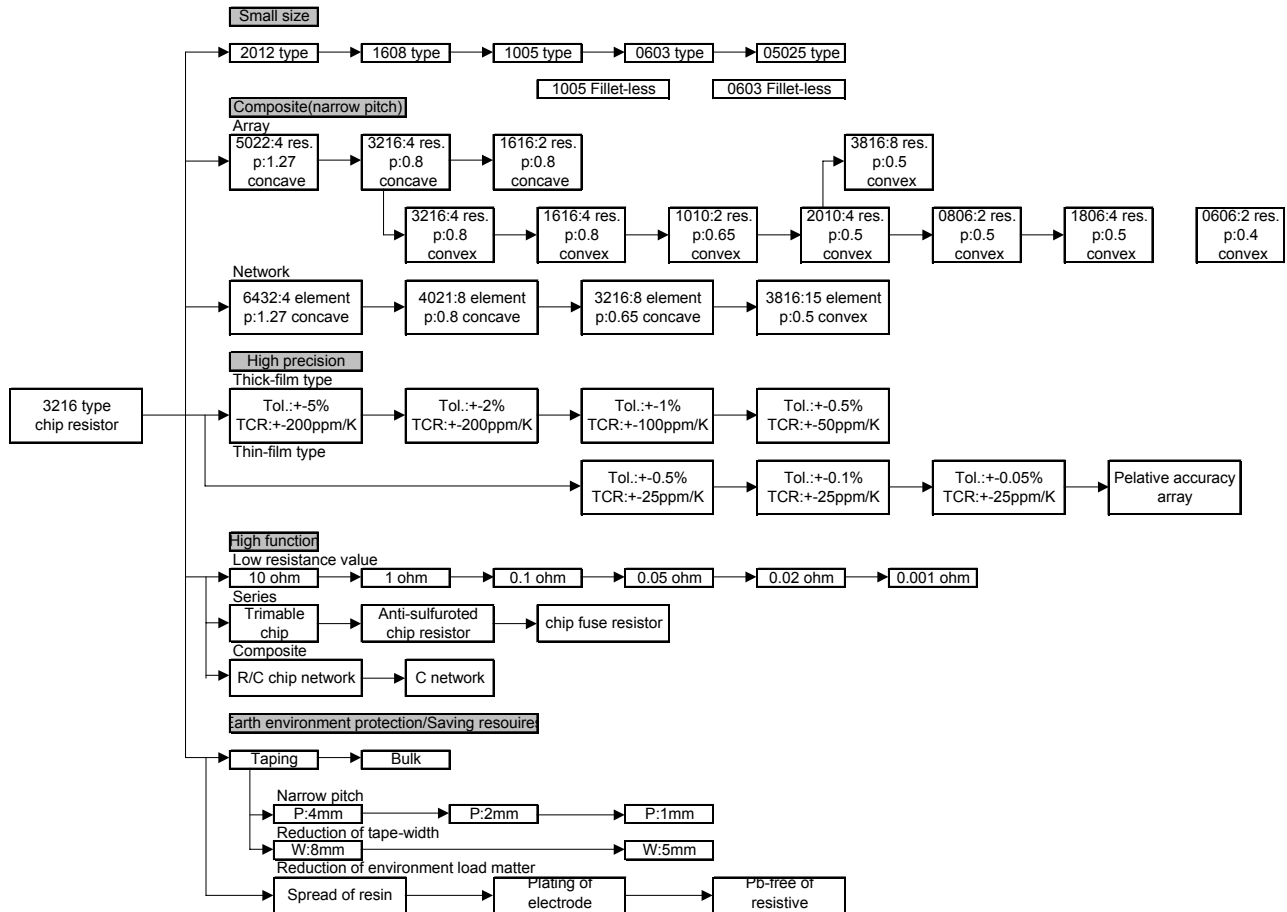 Small size
2012 type
1608 type
1005 type
0603 type
05025 type
1005 Fillet-less
0603 Fillet-less
Composite(narrow pitch)
Array
5022:4 res.
p:1.27
concave
3216:4 res.
p:0.8
concave
1616:2 res.
p:0.8
concave
3816:8 res.
p:0.5
convex
3216:4 res.
p:0.8
convex
1616:4 res.
p:0.8
convex
1010:2 res.
p:0.65
convex
2010:4 res.
p:0.5
convex
0806:2 res.
p:0.5
convex
1806:4 res.
p:0.5
convex
0606:2 res.
p:0.4
convex
Network
6432:4 element
p:1.27 concave
4021:8 element
p:0.8 concave
3216:8 element
p:0.65 concave
3816:15 element
p:0.5 convex
High precision
Thick-film type
3216 type
chip resistor
Tol.:+-5%
TCR:+-200ppm/K
Tol.:+-2%
TCR:+-200ppm/K
Tol.:+-1%
TCR:+-100ppm/K
Tol.:+-0.5%
TCR:+-50ppm/K
Thin-film type
Tol.:+-0.5%
TCR:+-25ppm/K
Tol.:+-0.1%
TCR:+-25ppm/K
Tol.:+-0.05%
TCR:+-25ppm/K
Pelative accuracy
array
High function
Low resistance value
10 ohm
1 ohm
0.1 ohm
0.05 ohm
0.02 ohm
0.001 ohm
Series
Trimable
chip
Anti-sulfuroted
chip resistor
chip fuse resistor
Composite
R/C chip network
C network
Earth environment protection/Saving resouires
Taping
Bulk
Narrow pitch
P:4mm
P:2mm
P:1mm
Reduction of tape-width
W:8mm
W:5mm
Reduction of environment load matter
Spread of resin
Plating of
electrode
Pb-free of
resistive